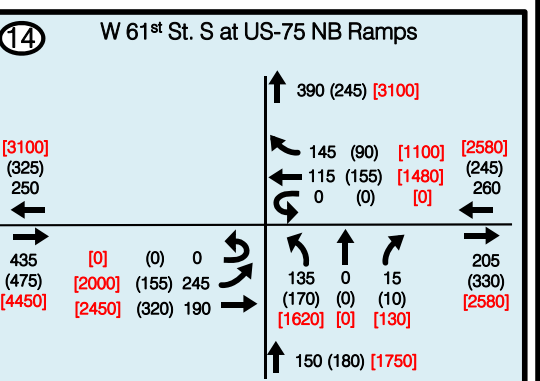 14
W 61st St. S at US-75 NB Ramps
390 (245) [3100]
[3100]
(325)
250
145 (90) [1100]
115 (155) [1480]
0 (0) [0]
[2580]
(245)
260
435
(475)
[4450]
[0] (0) 0
[2000] (155) 245
[2450] (320) 190
135 0 15
(170) (0) (10)
[1620] [0] [130]
205
(330)
[2580]
150 (180) [1750]